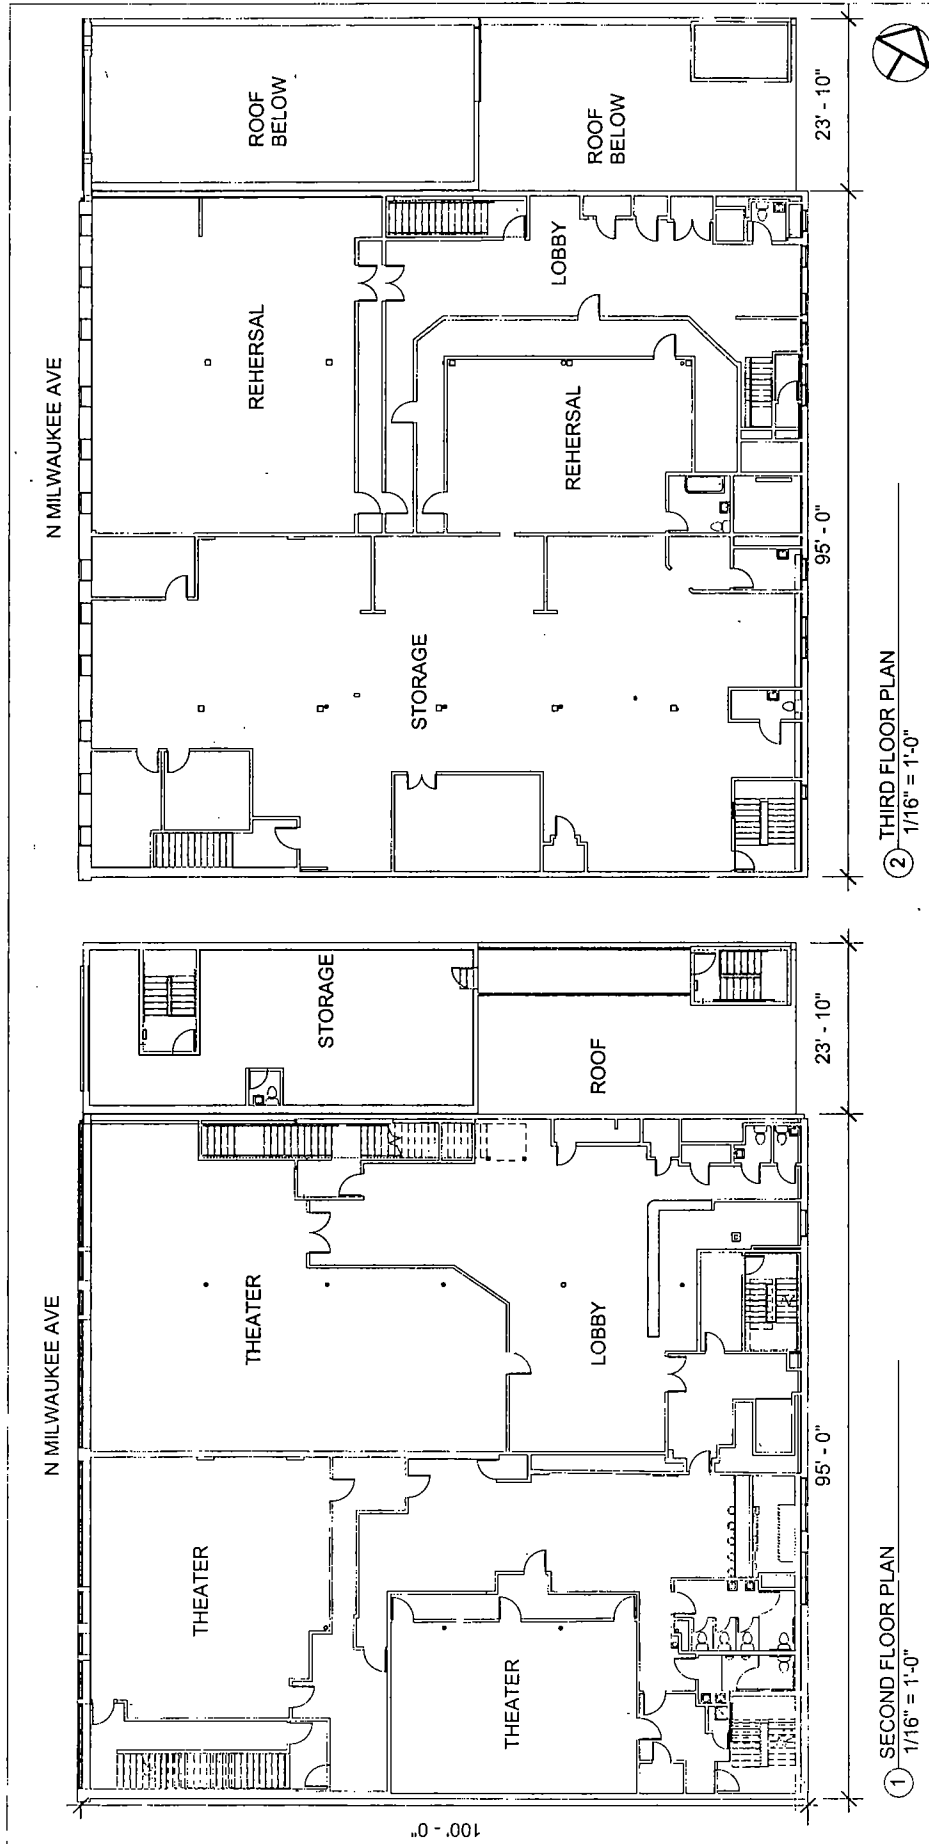 N MILWAUKEE AVE
THEATER
THEATER
STORAGE
THEATER
LOBBY
ROOF
95' - 0"
23' - 10"
100' - 0"
1
SECOND FLOOR PLAN
1/16" = 1'-0"
N MILWAUKEE AVE
REHERSAL
ROOF
BELOW
STORAGE
REHERSAL
LOBBY
ROOF
BELOW
95' - 0"
23' - 10"
2
THIRD FLOOR PLAN
1/16" = 1'-0"